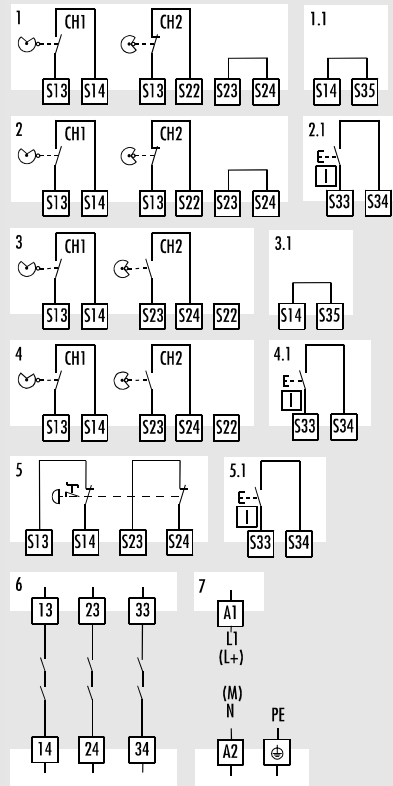 1 CH1 CH2 1.1
S13 S14 S13 S22 S23 S24 S14 S35
2 CH1 CH2 2.1
E
I
S13 S14 S13 S22 S23 S24 S33 S34
3 CH1 CH2 3.1
S13 S14 S23 S24 S22 S14 S35
4 CH1 CH2 4.1
E
I
S13 S14 S23 S24 S22 S33 S34
5 5.1
E
I
S13 S14 S23 S24 S33 S34
6 7
13 23 33 A1
L1
(L+)
(M)
N PE
14 24 34 A2